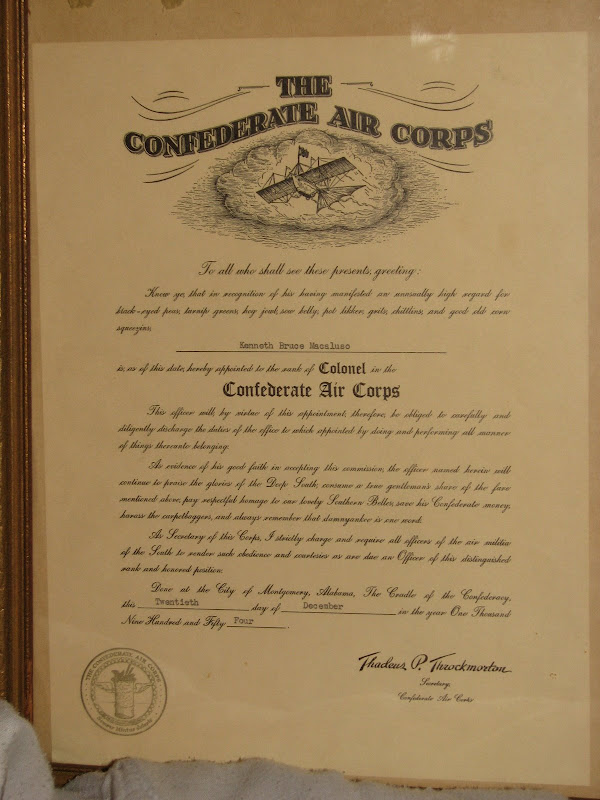 THE
CONFEDERATE AIR CORPS
To all who shall see these presents, greeting:
Know ye, that in recognition of his having manifested an unusually high regard for
black-eyed peas, turnip greens, hog jowl, sow belly, pot likker, grits, chittlins, and good old corn
squeezins,
Kenneth Bruce Macaluso
is, as of this date, hereby appointed to the rank of Colonel in the
Confederate Air Corps
This officer will, by virtue of this appointment, therefore, be obliged to carefully and
diligently discharge the duties of the office to which appointed by doing and performing all manner
of things thereunto belonging.
As evidence of his good faith in accepting this commission, the officer named herein will
continue to praise the glories of the Deep South, consume a true gentleman's share of the fare
mentioned above, pay respectful homage to our lovely Southern Belles, save his Confederate money,
harass the carpetbaggers, and always remember that damnyankee is one word.
As Secretary of this Corps, I strictly charge and require all officers of the air militia
of the South to render such obedience and courtesies as are due an Officer of this distinguished
rank and honored position.
Done at the City of Montgomery, Alabama, The Cradle of the Confederacy,
this Twentieth day of December in the year One Thousand
Nine Hundred and Fifty Four.
Thadeus P. Throckmorton
Secretary,
Confederate Air Corps
THE CONFEDERATE AIR CORPS